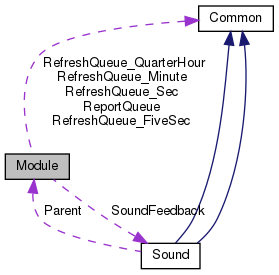 Common
RefreshQueue_QuarterHour
RefreshQueue_Minute
RefreshQueue_Sec
ReportQueue
RefreshQueue_FiveSec
Module
Parent
SoundFeedback
Sound